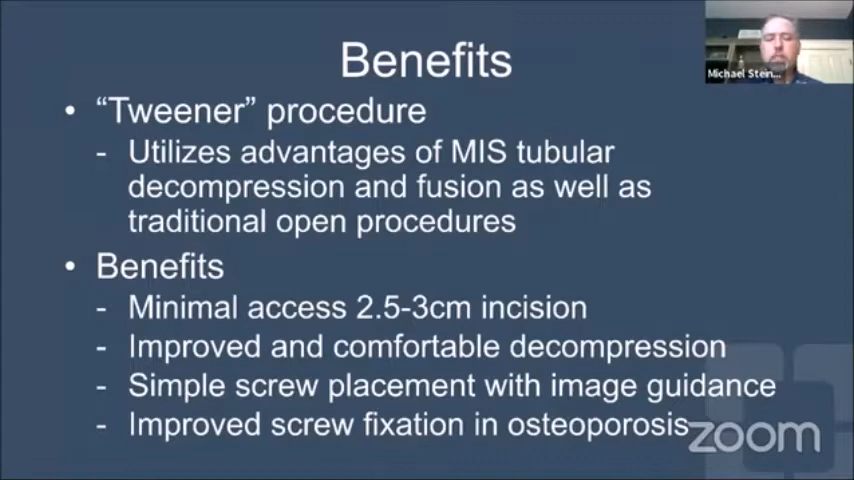 Benefits
Michael Stein...
• “Tweener” procedure
- Utilizes advantages of MIS tubular
decompression and fusion as well as
traditional open procedures
• Benefits
- Minimal access 2.5-3cm incision
- Improved and comfortable decompression
- Simple screw placement with image guidance
- Improved screw fixation in osteoporosis
zoom